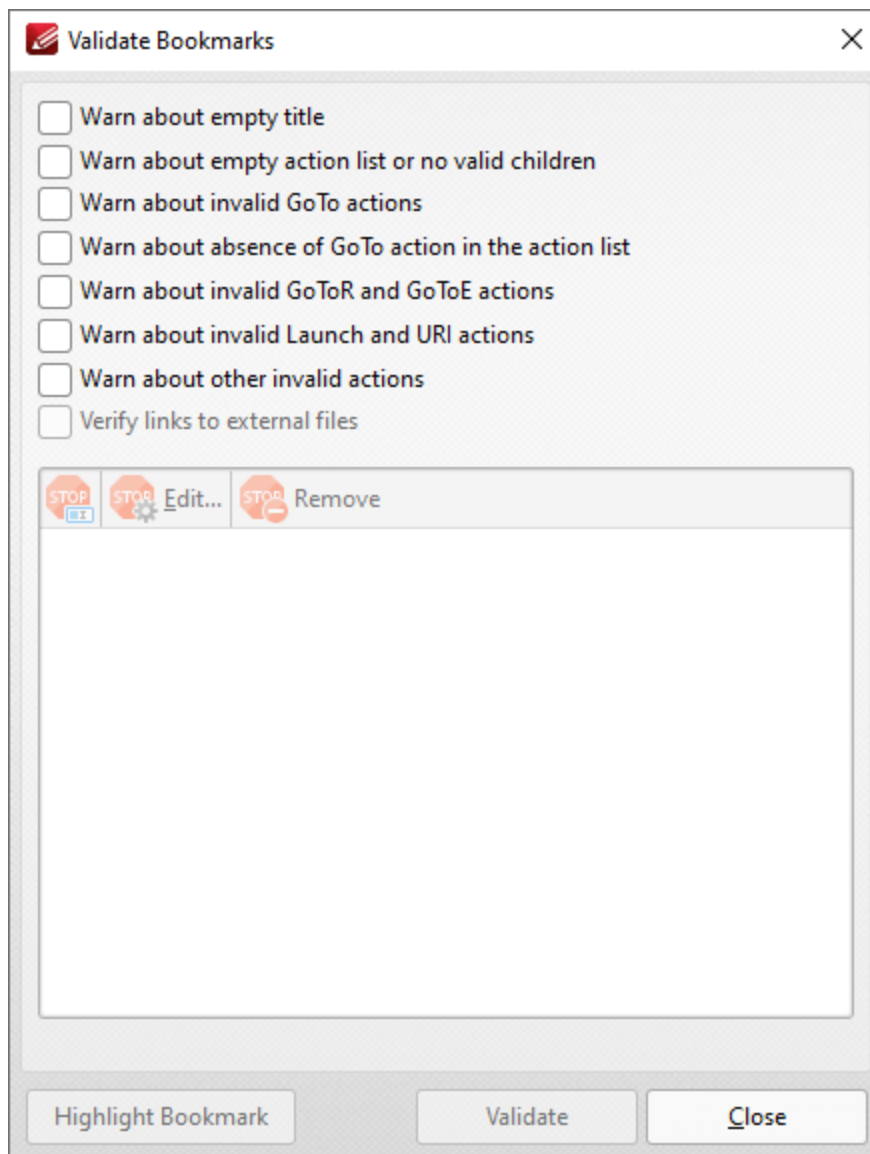 Validate Bookmarks
Warn about empty title
Warn about empty action list or no valid children
Warn about invalid GoTo actions
Warn about absence of GoTo action in the action list
Warn about invalid GoToR and GoToE actions
Warn about invalid Launch and URI actions
Warn about other invalid actions
Verify links to external files
STOP STOP Edit... STOP Remove
Highlight Bookmark Validate Close